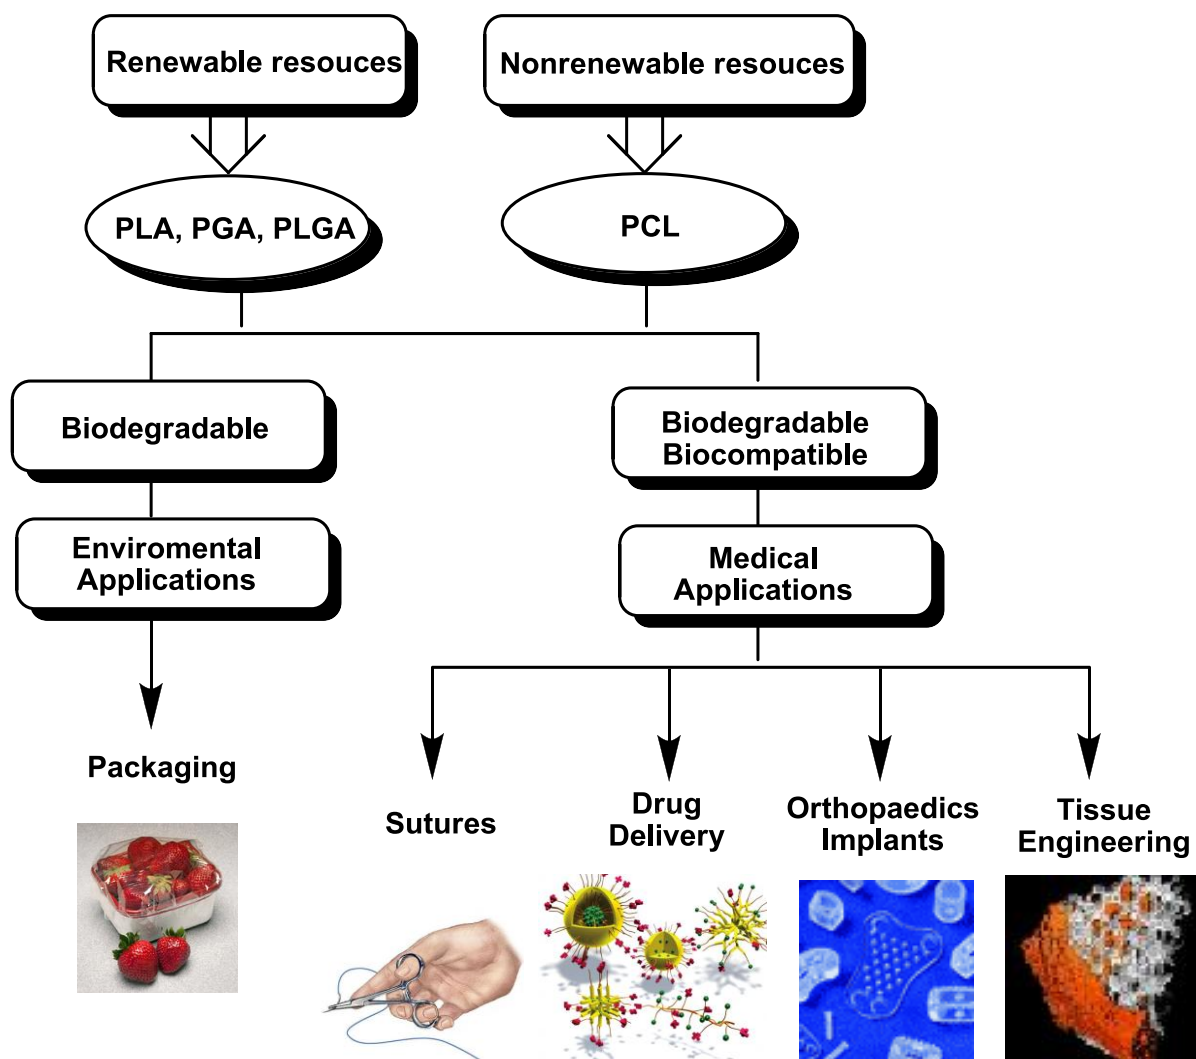 Renewable resouces
Nonrenewable resouces
PLA, PGA, PLGA
PCL
Biodegradable
Biodegradable
Biocompatible
Enviromental
Applications
Medical
Applications
Packaging
Sutures
Drug
Delivery
Orthopaedics
Implants
Tissue
Engineering